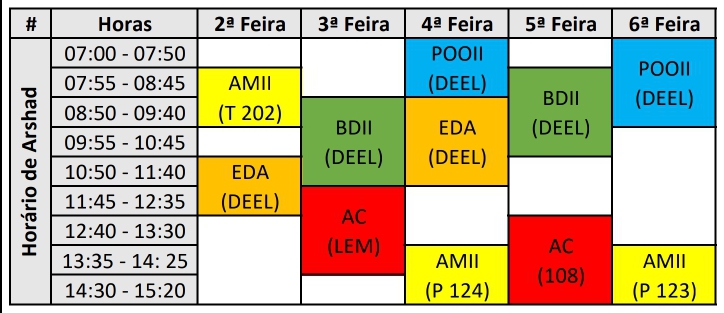 # Horas 2ª Feira 3ª Feira 4ª Feira 5ª Feira 6ª Feira
Horário de Arshad
07:00 - 07:50
07:55 - 08:45
08:50 - 09:40
09:55 - 10:45
10:50 - 11:40
11:45 - 12:35
12:40 - 13:30
13:35 - 14: 25
14:30 - 15:20
AMII
(T 202)
EDA
(DEEL)
BDII
(DEEL)
AC
(LEM)
POOII
(DEEL)
EDA
(DEEL)
AMII
(P 124)
BDII
(DEEL)
AC
(108)
POOII
(DEEL)
AMII
(P 123)